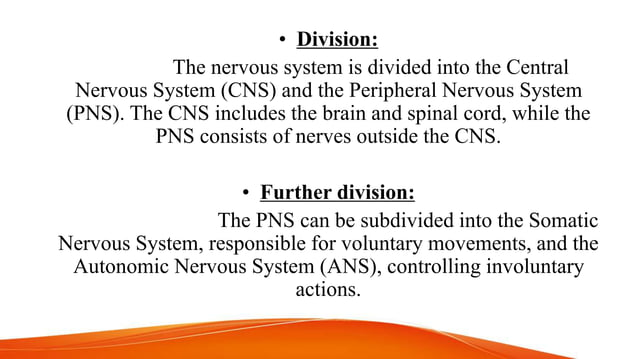 • Division:
The nervous system is divided into the Central
Nervous System (CNS) and the Peripheral Nervous System
(PNS). The CNS includes the brain and spinal cord, while the
PNS consists of nerves outside the CNS.
• Further division:
The PNS can be subdivided into the Somatic
Nervous System, responsible for voluntary movements, and the
Autonomic Nervous System (ANS), controlling involuntary
actions.